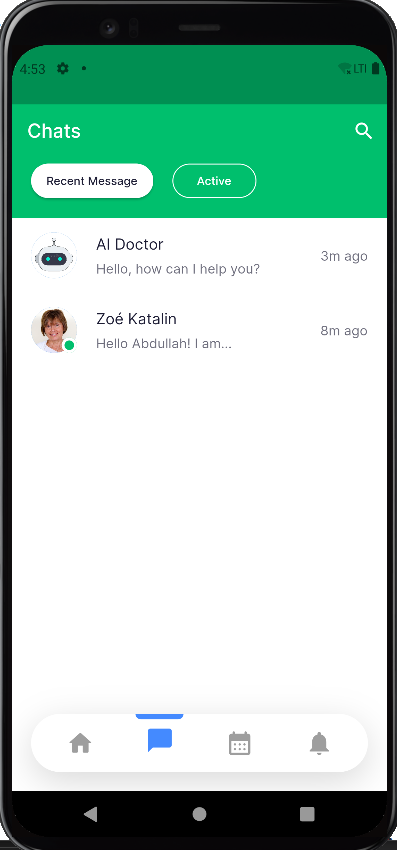 4:53 LTI
Chats
Recent Message Active
AI Doctor
Hello, how can I help you?
3m ago
Zoé Katalin
Hello Abdullah! I am...
8m ago